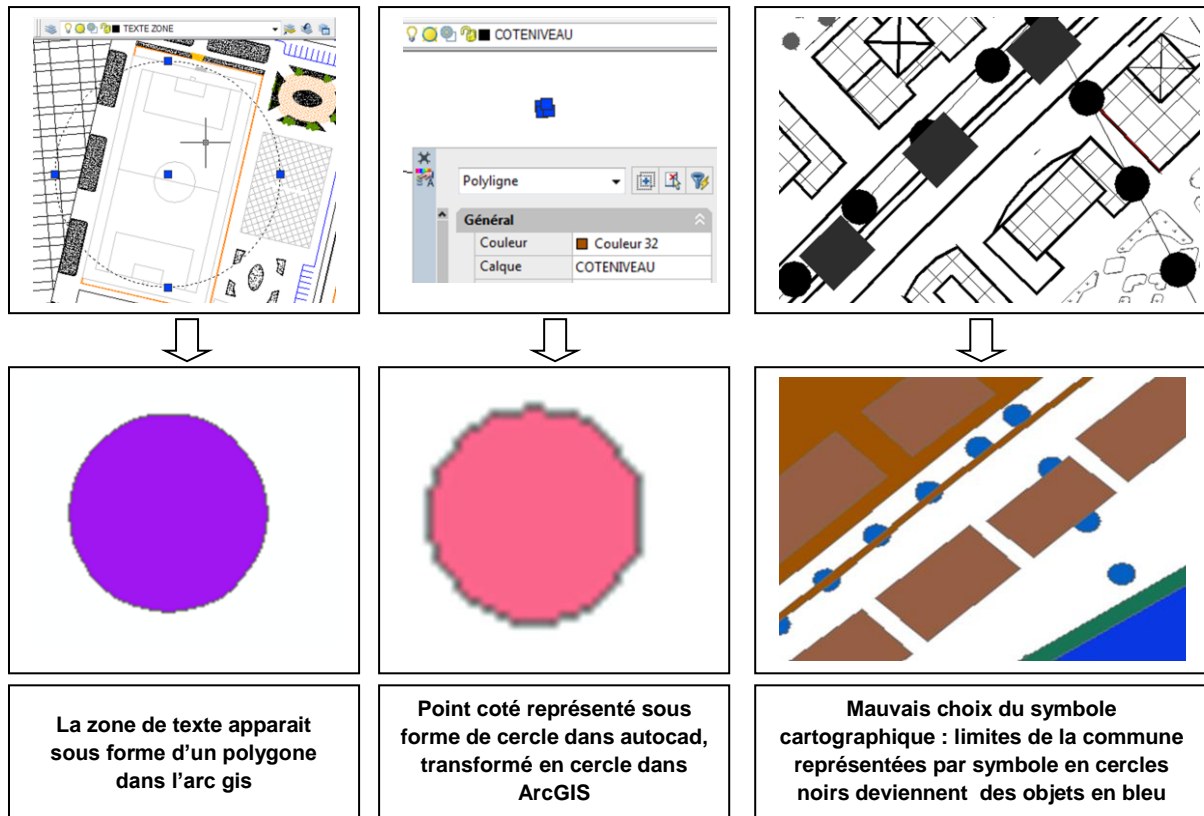 TEXTE ZONE
COTENIVEAU
Polyligne
Général
Couleur
Couleur 32
Calque
COTENIVEAU
La zone de texte apparait
sous forme d'un polygone
dans l'arc gis
Point coté représenté sous
forme de cercle dans autocad,
transformé en cercle dans
ArcGIS
Mauvais choix du symbole
cartographique : limites de la commune
représentées par symbole en cercles
noirs deviennent des objets en bleu